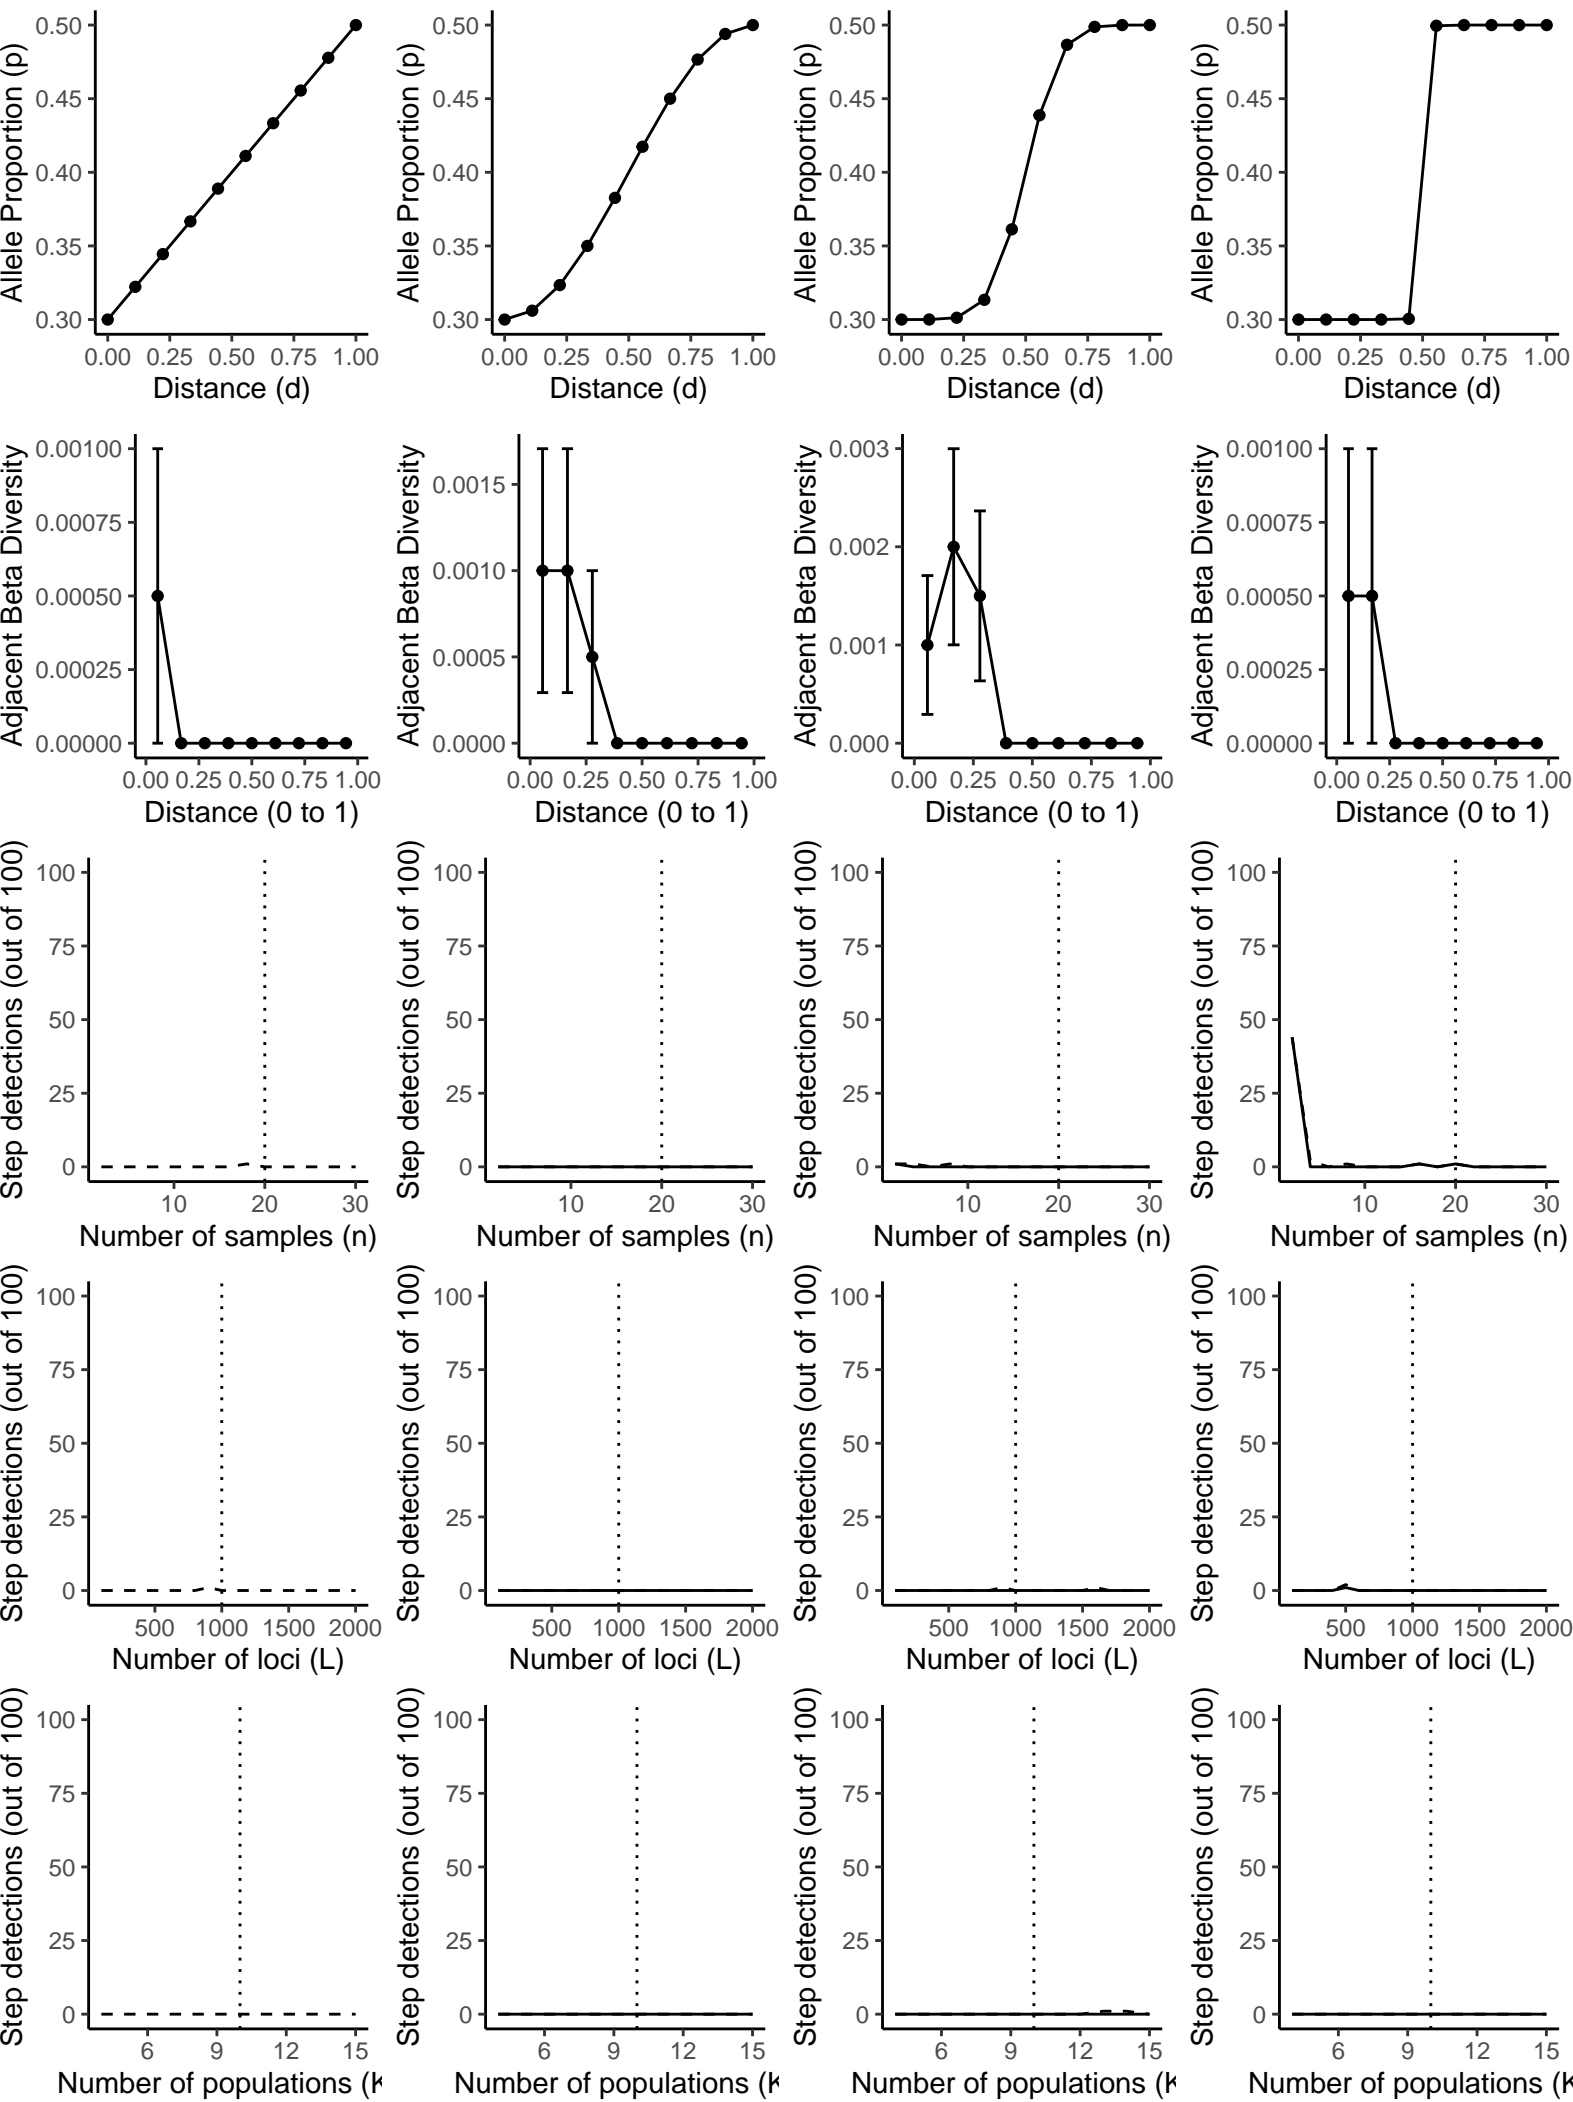 Allele Proportion (p)
0.50
0.45
0.40
0.35
0.30
0.00 0.25 0.50 0.75 1.00
Distance (d)
Allele Proportion (p)
0.50
0.45
0.40
0.35
0.30
0.00 0.25 0.50 0.75 1.00
Distance (d)
Allele Proportion (p)
0.50
0.45
0.40
0.35
0.30
0.00 0.25 0.50 0.75 1.00
Distance (d)
Allele Proportion (p)
0.50
0.45
0.40
0.35
0.30
0.00 0.25 0.50 0.75 1.00
Distance (d)
Adjacent Beta Diversity
0.00100
0.00075
0.00050
0.00025
0.00000
0.00 0.25 0.50 0.75 1.00
Distance (0 to 1)
Adjacent Beta Diversity
0.0015
0.0010
0.0005
0.0000
0.00 0.25 0.50 0.75 1.00
Distance (0 to 1)
Adjacent Beta Diversity
0.003
0.002
0.001
0.000
0.00 0.25 0.50 0.75 1.00
Distance (0 to 1)
Adjacent Beta Diversity
0.00100
0.00075
0.00050
0.00025
0.00000
0.00 0.25 0.50 0.75 1.00
Distance (0 to 1)
Step detections (out of 100)
100
75
50
25
0
10 20 30
Number of samples (n)
Step detections (out of 100)
100
75
50
25
0
10 20 30
Number of samples (n)
Step detections (out of 100)
100
75
50
25
0
10 20 30
Number of samples (n)
Step detections (out of 100)
100
75
50
25
0
10 20 30
Number of samples (n)
Step detections (out of 100)
100
75
50
25
0
500 1000 1500 2000
Number of loci (L)
Step detections (out of 100)
100
75
50
25
0
500 1000 1500 2000
Number of loci (L)
Step detections (out of 100)
100
75
50
25
0
500 1000 1500 2000
Number of loci (L)
Step detections (out of 100)
100
75
50
25
0
500 1000 1500 2000
Number of loci (L)
Step detections (out of 100)
100
75
50
25
0
6 9 12 15
Number of populations (K
Step detections (out of 100)
100
75
50
25
0
6 9 12 15
Number of populations (K
Step detections (out of 100)
100
75
50
25
0
6 9 12 15
Number of populations (K
Step detections (out of 100)
100
75
50
25
0
6 9 12 15
Number of populations (K